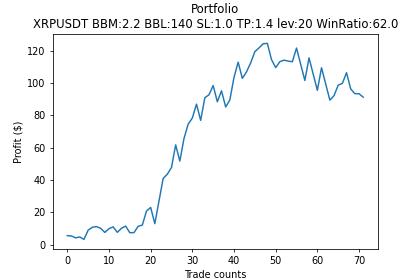 Portfolio
XRPUSDT BBM:2.2 BBL:140 SL:1.0 TP:1.4 lev:20 WinRatio:62.0
Profit ($)
120
100
80
60
40
20
0
0 10 20 30 40 50 60 70
Trade counts